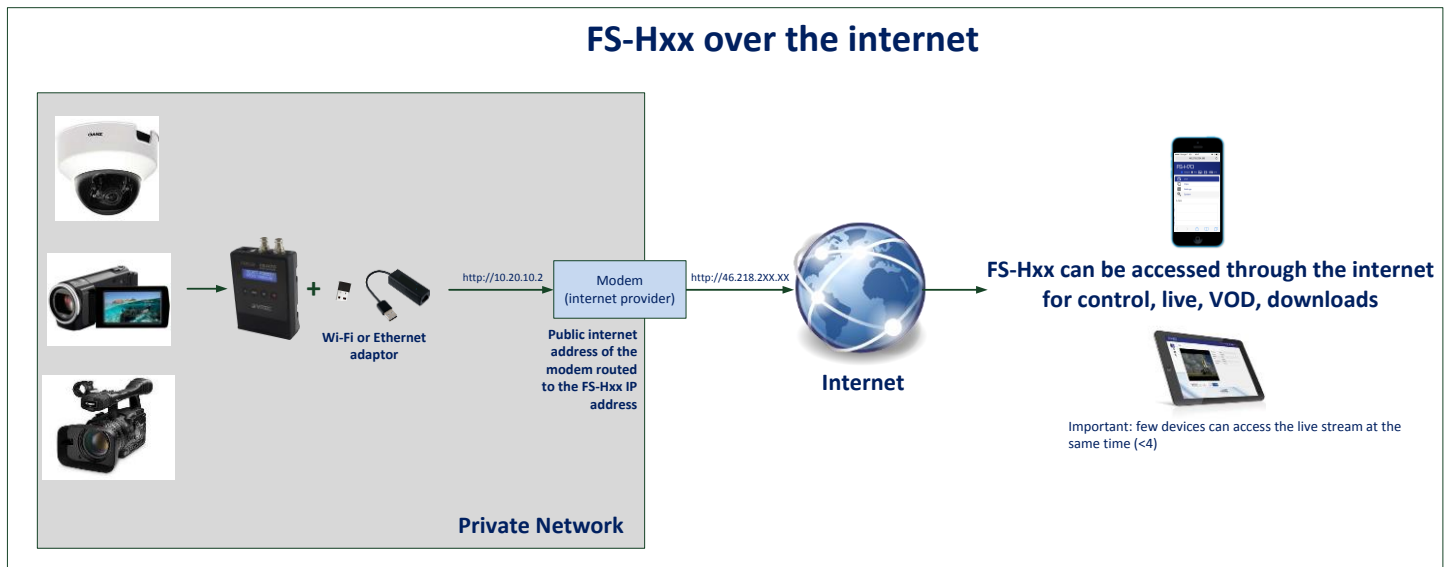 FS-Hxx over the internet
http://10.20.10.2
Modem
(internet provider)
http://46.218.2XX.XX
Wi-Fi or Ethernet
adaptor
Public internet
address of the
modem routed
to the FS-Hxx IP
address
Private Network
Internet
FS-Hxx can be accessed through the internet
for control, live, VOD, downloads
Important: few devices can access the live stream at the
same time (<4)